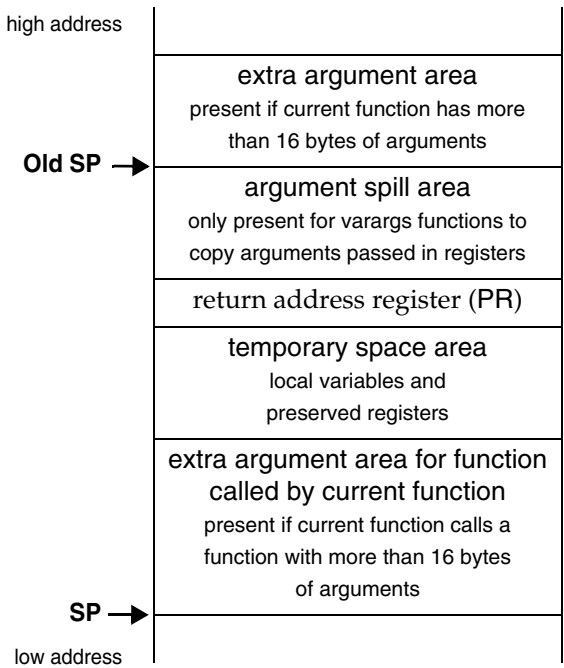 high address
extra argument area
present if current function has more
than 16 bytes of arguments
Old SP
argument spill area
only present for varargs functions to
copy arguments passed in registers
return address register (PR)
temporary space area
local variables and
preserved registers
extra argument area for function
called by current function
present if current function calls a
function with more than 16 bytes
of arguments
SP
low address